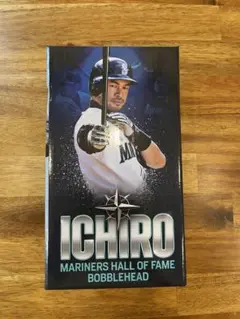 ICHIRO
MARINERS HALL OF FAME
BOBBLEHEAD